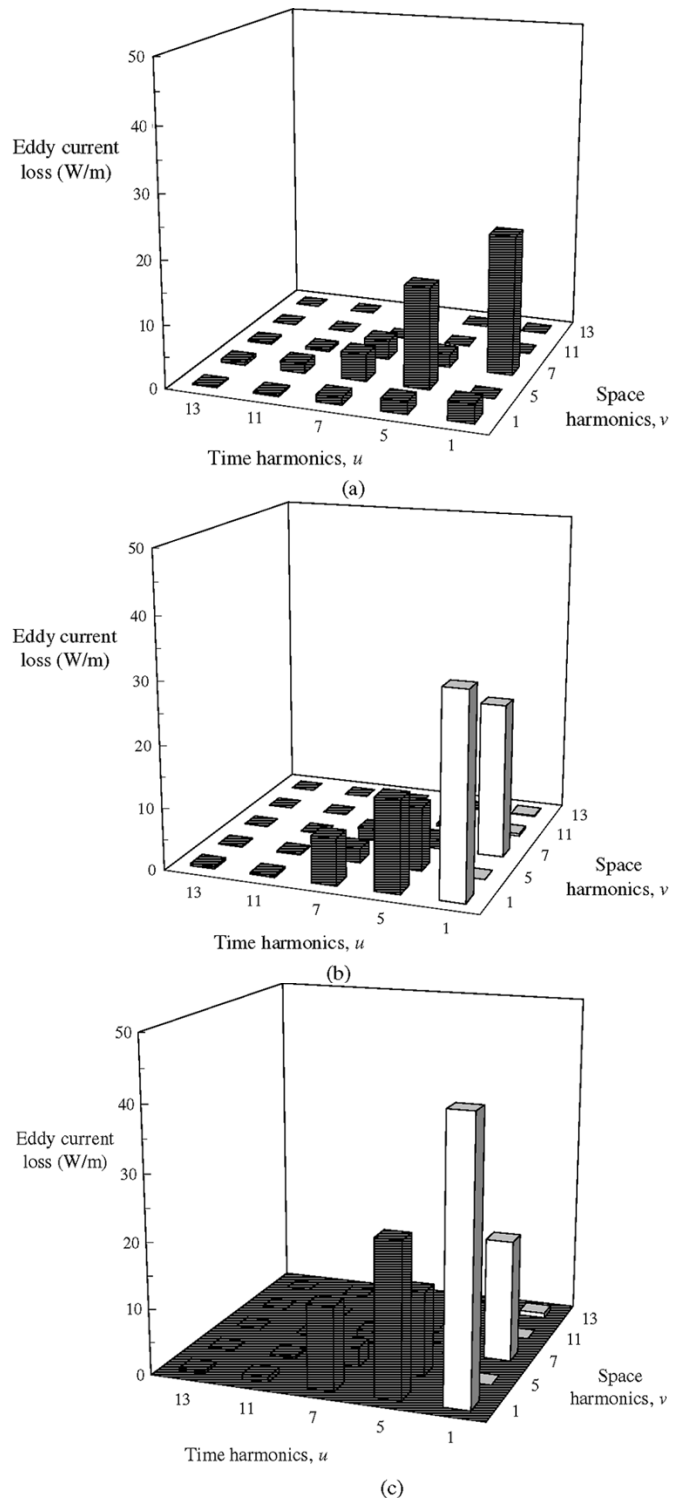 50
40
Eddy current
loss (W/m)
30
20
10
0
13
11
7
5
1
13
11
7
5
1
Space
harmonics, v
Time harmonics, u
(a)
50
40
Eddy current
loss (W/m)
30
20
10
0
13
11
7
5
1
13
11
7
5
1
Space
harmonics, v
Time harmonics, u
(b)
50
40
Eddy current
loss (W/m)
30
20
10
0
13
11
7
5
1
13
11
7
5
1
Space
harmonics, v
Time harmonics, u
(c)